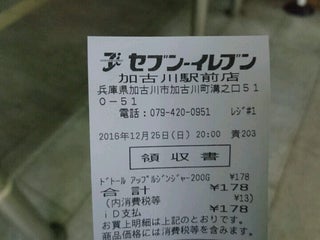 セブン-イレブン
加古川駅前店
兵庫県加古川市加古川町溝之口51
0-51
電話:079-420-0951 レジ#1
2016年12月25日(日) 20:00 責203
領収書
ドトール アップルジンジャー200G ¥178
合計 ¥178
(内消費税等 ¥13)
iD支払 ¥178
お買上明細は上記のとおりです。
商品価格には消費税等を含みます。